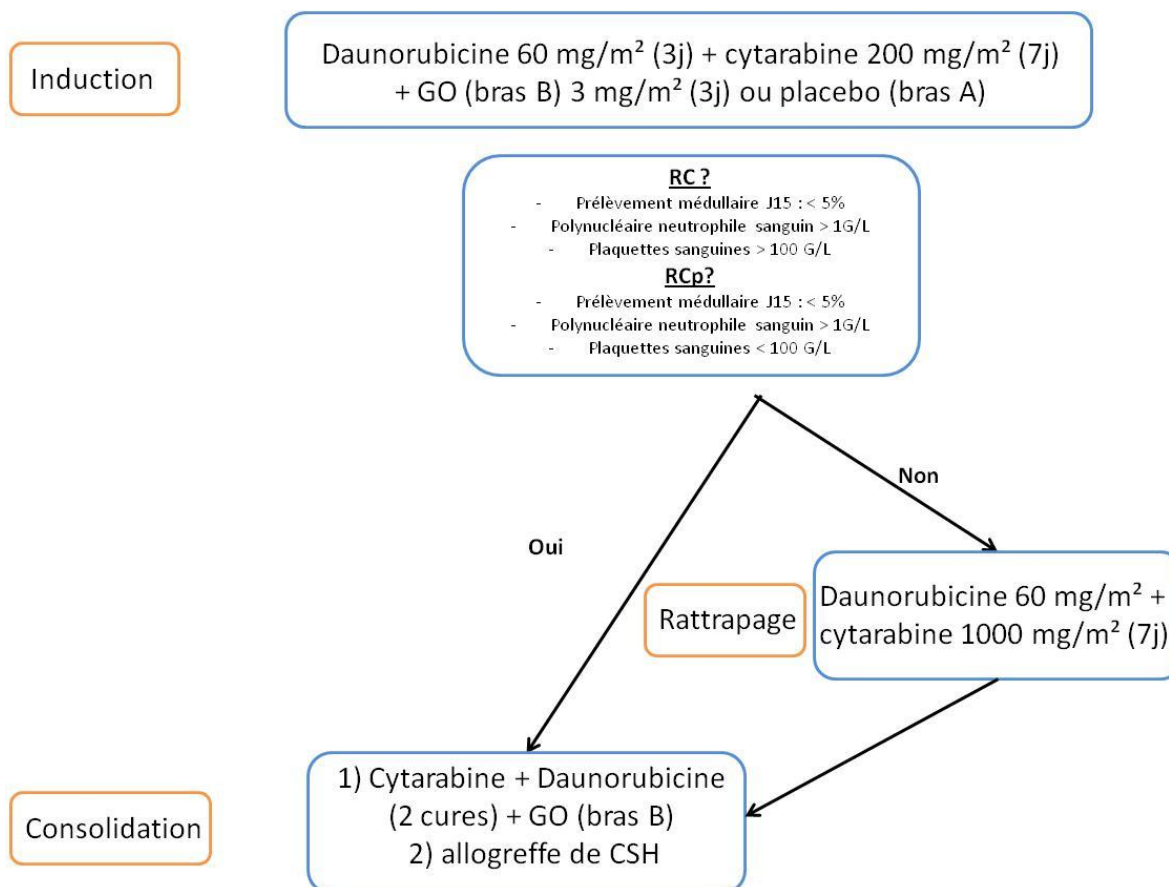 Induction
Daunorubicine 60 mg/m² (3j) + cytarabine 200 mg/m² (7j)
+ GO (bras B) 3 mg/m² (3j) ou placebo (bras A)
RC ?
- Prélèvement médullaire J15 : < 5%
- Polynucléaire neutrophile sanguin > 1G/L
- Plaquettes sanguines > 100 G/L
RCp?
- Prélèvement médullaire J15 : < 5%
- Polynucléaire neutrophile sanguin > 1G/L
- Plaquettes sanguines < 100 G/L
Non
Oui
Rattrapage
Daunorubicine 60 mg/m² +
cytarabine 1000 mg/m² (7j)
Consolidation
1) Cytarabine + Daunorubicine
(2 cures) + GO (bras B)
2) allogreffe de CSH